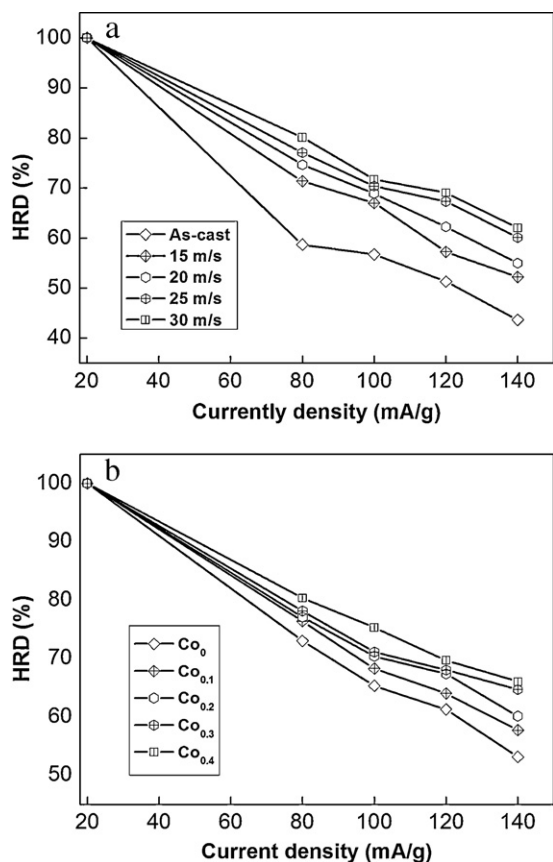 a
100
90
80
70
60
50
40
HRD (%)
As-cast
15 m/s
20 m/s
25 m/s
30 m/s
20 40 60 80 100 120 140
Currently density (mA/g)
b
100
90
80
70
60
50
HRD (%)
Co0
Co0.1
Co0.2
Co0.3
Co0.4
20 40 60 80 100 120 140
Current density (mA/g)